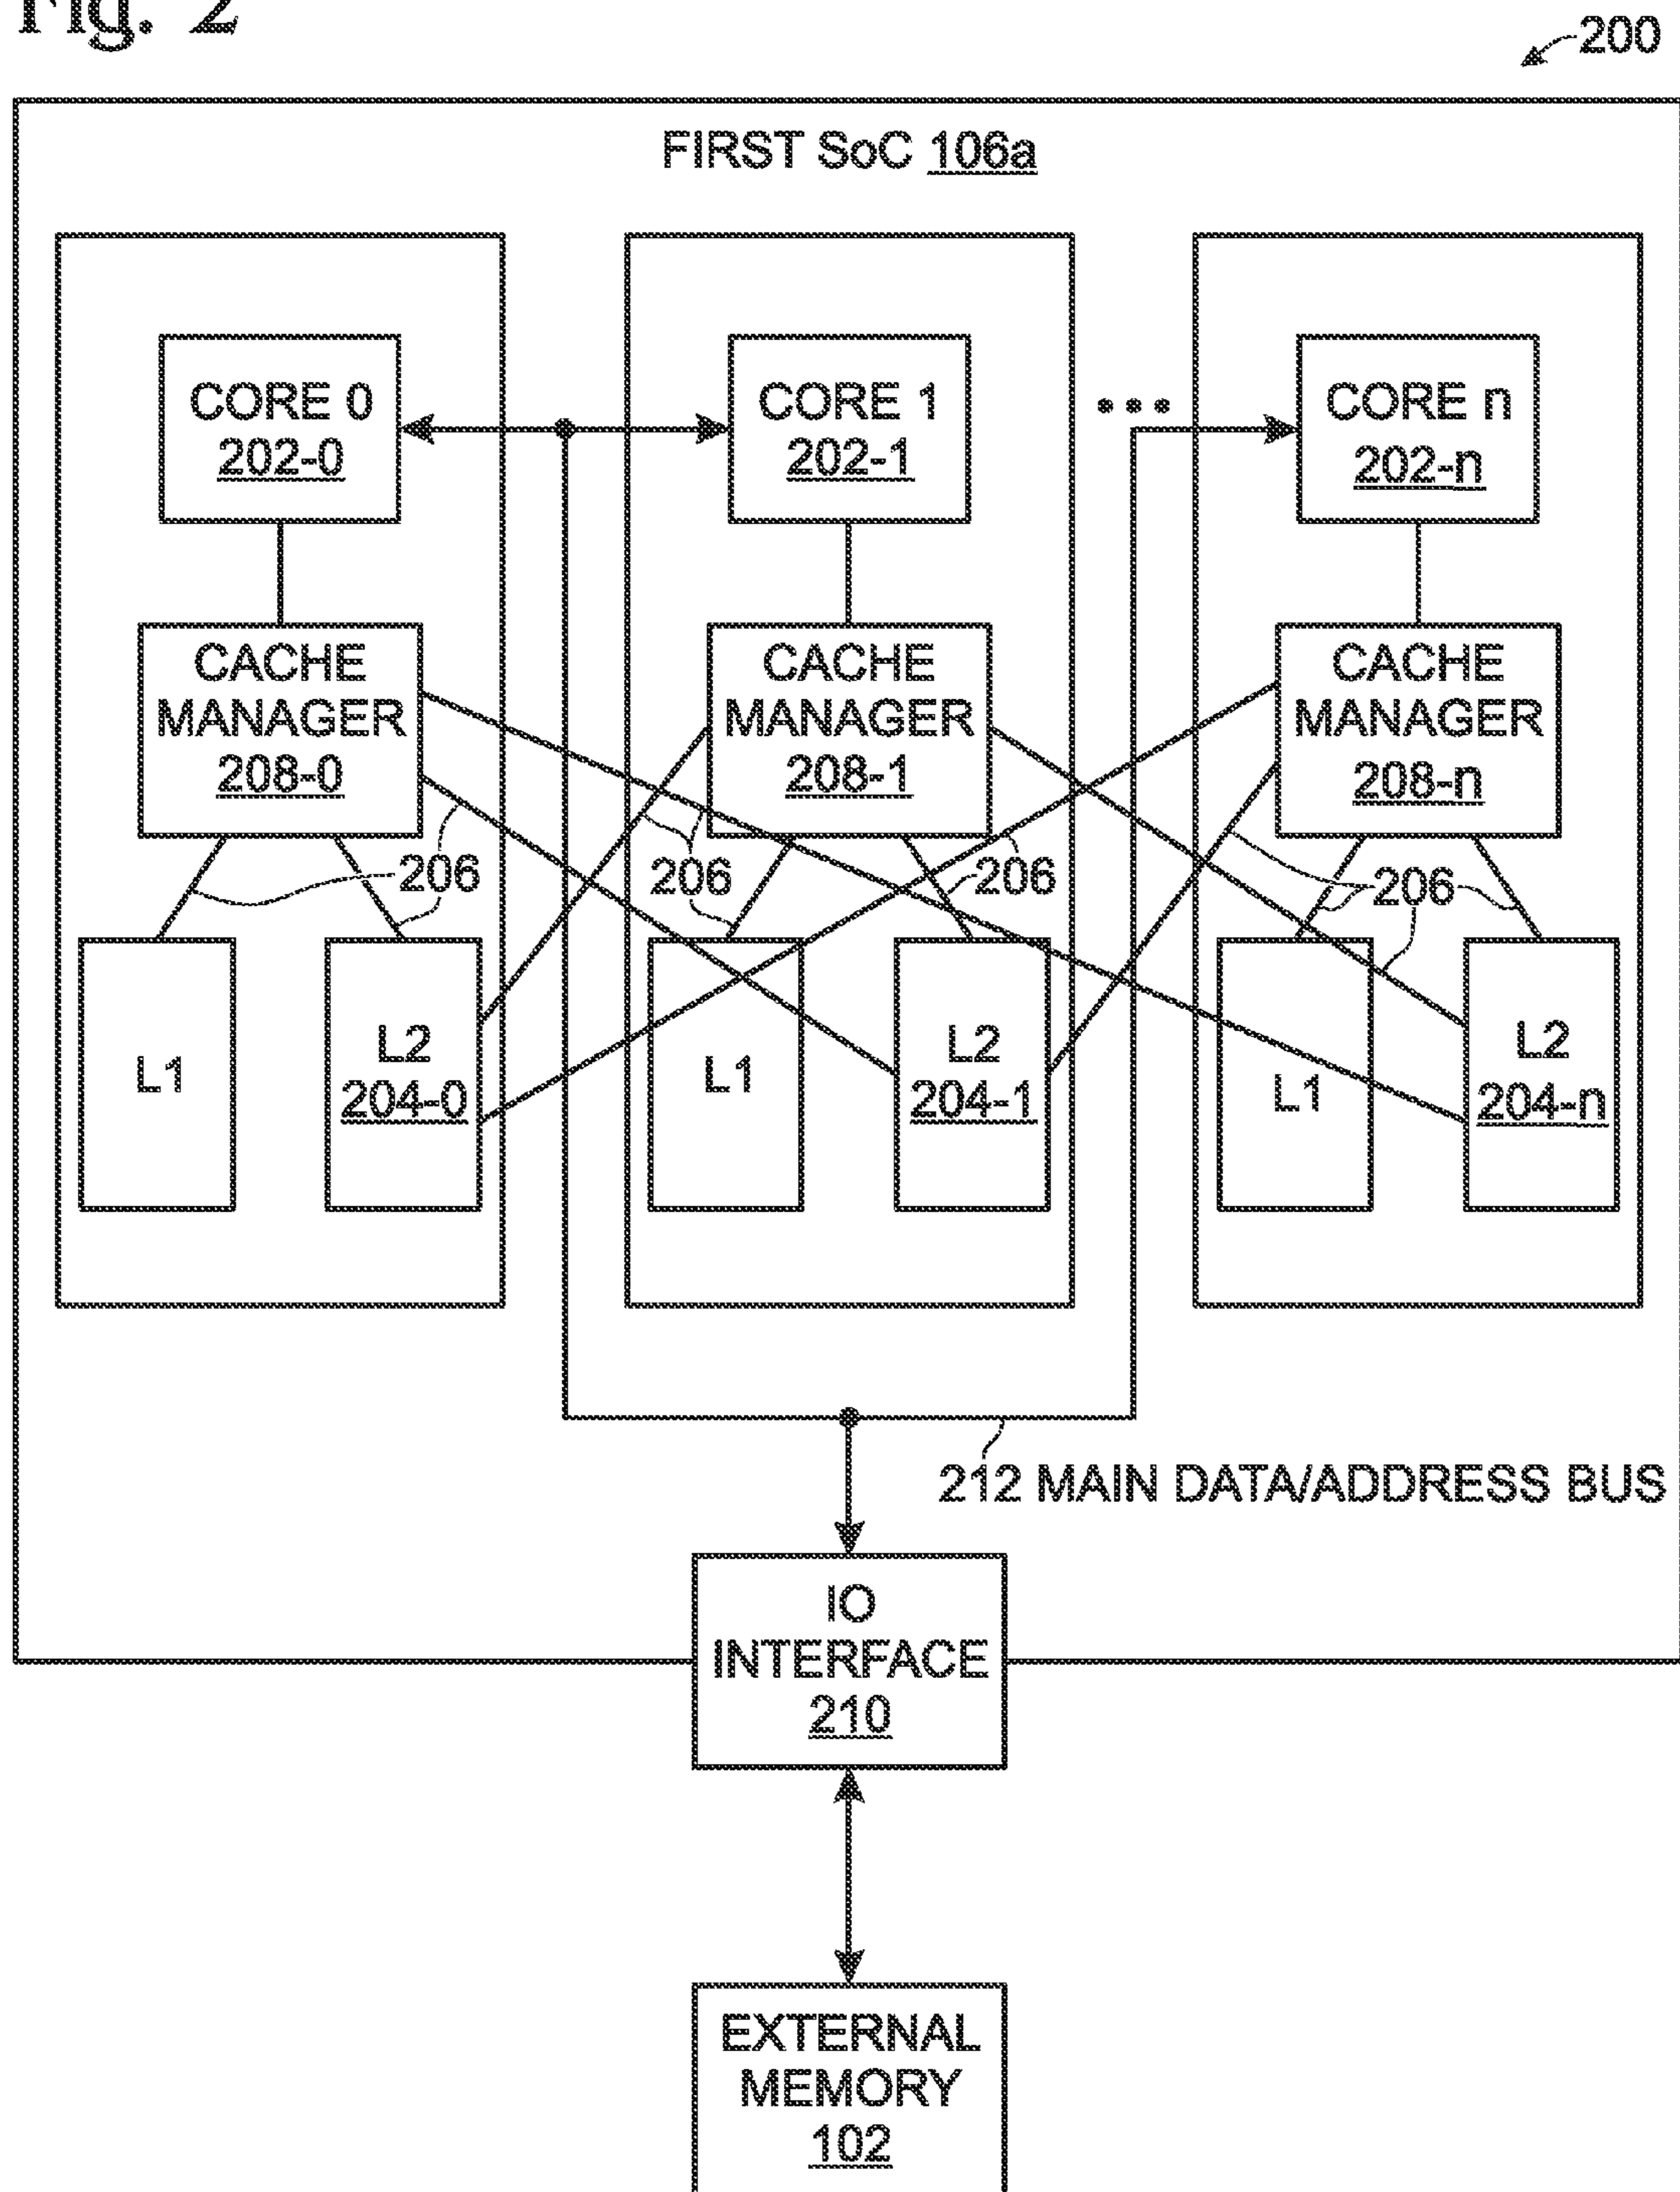 Fig. 2
200
FIRST SoC 106a
CORE 0
202-0
CORE 1
202-1
•••
CORE n
202-n
CACHE
MANAGER
208-0
CACHE
MANAGER
208-1
CACHE
MANAGER
208-n
206
206
206
206
L1
L2
204-0
L1
L2
204-1
L1
L2
204-n
212 MAIN DATA/ADDRESS BUS
IO
INTERFACE
210
EXTERNAL
MEMORY
102